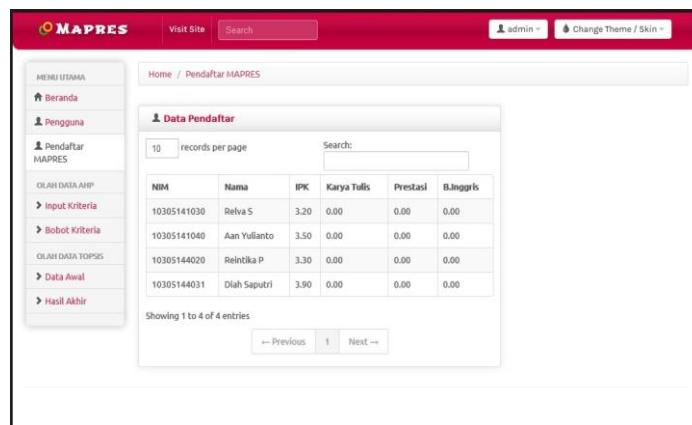 MAPRES
Visit Site
Search
admin
Change Theme / Skin
MENU UTAMA
Beranda
Pengguna
Pendaftar
MAPRES
OLAH DATA AHP
Input Kriteria
Bobot Kriteria
OLAH DATA TOPSIS
Data Awal
Hasil Akhir
Home / Pendaftar MAPRES
Data Pendaftar
10 records per page
Search:
NIM Nama IPK Karya Tulis Prestasi B.Inggris
10305141030 Relva S 3.20 0.00 0.00 0.00
10305141040 Aan Yulianto 3.50 0.00 0.00 0.00
10305144020 Reintika P 3.30 0.00 0.00 0.00
10305144031 Diah Saputri 3.90 0.00 0.00 0.00
Showing 1 to 4 of 4 entries
← Previous 1 Next →